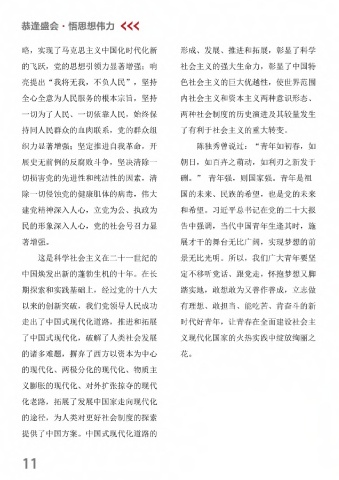 恭逢盛会·悟思想伟力
略，实现了马克思主义中国化时代化新
的飞跃，党的思想引领力显著增强；响
亮提出“我将无我，不负人民”，坚持
全心全意为人民服务的根本宗旨，坚持
一切为了人民、一切依靠人民，始终保
持同人民群众的血肉联系，党的群众组
织力显著增强；坚定推进自我革命，开
展史无前例的反腐败斗争，坚决清除一
切损害党的先进性和纯洁性的因素，清
除一切侵蚀党的健康肌体的病毒，伟大
建党精神深入人心，立党为公、执政为
民的形象深入人心，党的社会号召力显
著增强。
这是科学社会主义在二十一世纪的
中国焕发出新的蓬勃生机的十年。在长
期探索和实践基础上，经过党的十八大
以来的创新突破，我们党领导人民成功
走出了中国式现代化道路，推进和拓展
了中国式现代化，破解了人类社会发展
的诸多难题，摒弃了西方以资本为中心
的现代化、两极分化的现代化、物质主
义膨胀的现代化、对外扩张掠夺的现代
化老路，拓展了发展中国家走向现代化
的途径，为人类对更好社会制度的探索
提供了中国方案。中国式现代化道路的
形成、发展、推进和拓展，彰显了科学
社会主义的强大生命力，彰显了中国特
色社会主义的巨大优越性，使世界范围
内社会主义和资本主义两种意识形态、
两种社会制度的历史演进及其较量发生
了有利于社会主义的重大转变。
陈独秀曾说过：“青年如初春，如
朝日，如百卉之萌动，如利刃之新发于
硎。” 青年强，则国家强。青年是祖
国的未来、民族的希望，也是党的未来
和希望。习近平总书记在党的二十大报
告中强调，当代中国青年生逢其时，施
展才干的舞台无比广阔，实现梦想的前
景无比光明。所以，我们广大青年要坚
定不移听党话、跟党走，怀抱梦想又脚
踏实地，敢想敢为又善作善成，立志做
有理想、敢担当、能吃苦、肯奋斗的新
时代好青年，让青春在全面建设社会主
义现代化国家的火热实践中绽放绚丽之
花。
11